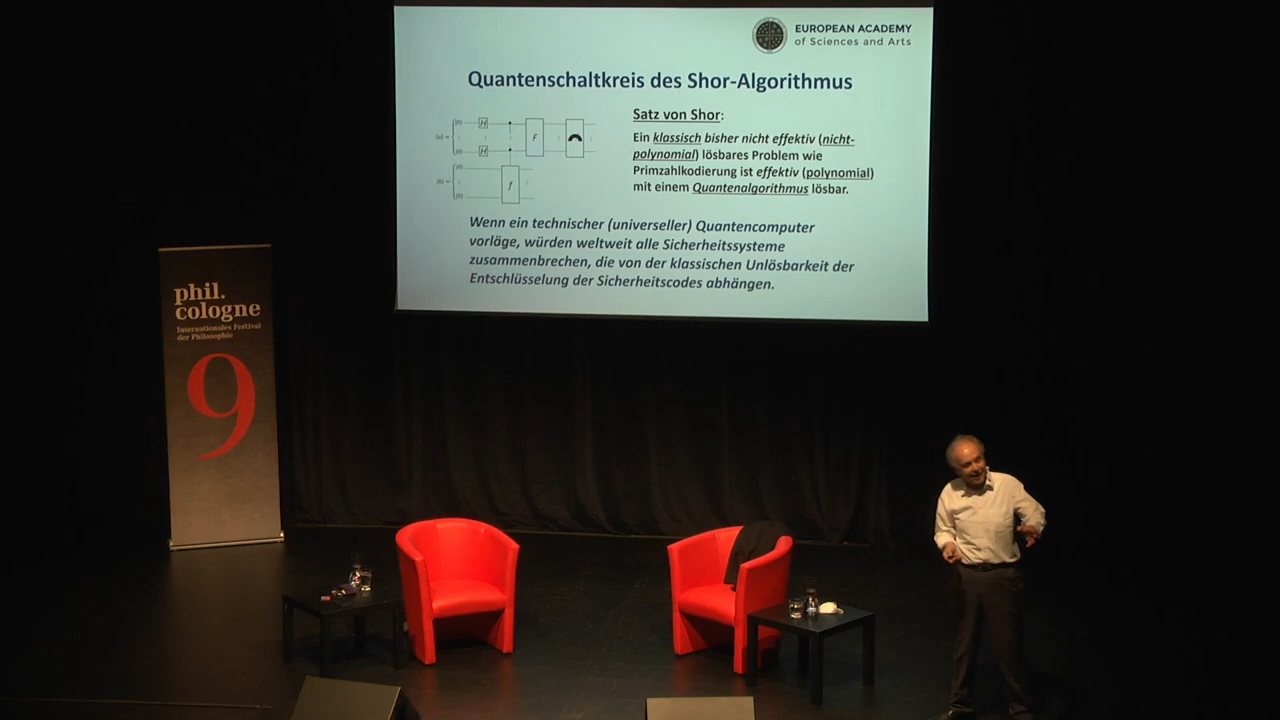 EUROPEAN ACADEMY
of Sciences and Arts
Quantenschaltkreis des Shor-Algorithmus
H
F
H
f
Satz von Shor:
Ein klassisch bisher nicht effektiv (nicht-
polynomial) lösbares Problem wie
Primzahlkodierung ist effektiv (polynomial)
mit einem Quantenalgorithmus lösbar.
Wenn ein technischer (universeller) Quantencomputer
vorläge, würden weltweit alle Sicherheitssysteme
zusammenbrechen, die von der klassischen Unlösbarkeit der
Entschlüsselung der Sicherheitscodes abhängen.
phil.
cologne
Internationales Festival
der Philosophie
9